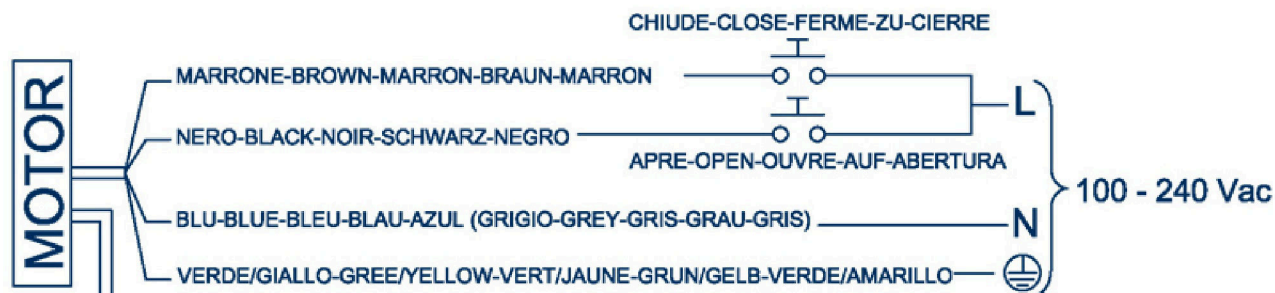 CHIUDE-CLOSE-FERME-ZU-CIERRE
MOTOR
MARRONE-BROWN-MARRON-BRAUN-MARRON
L
NERO-BLACK-NOIR-SCHWARZ-NEGRO
APRE-OPEN-OUVRE-AUF-ABERTURA
100 - 240 Vac
BLU-BLUE-BLEU-BLAU-AZUL (GRIGIO-GREY-GRIS-GRAU-GRIS)
N
VERDE/GIALLO-GREE/YELLOW-VERT/JAUNE-GRUN/GELB-VERDE/AMARILLO